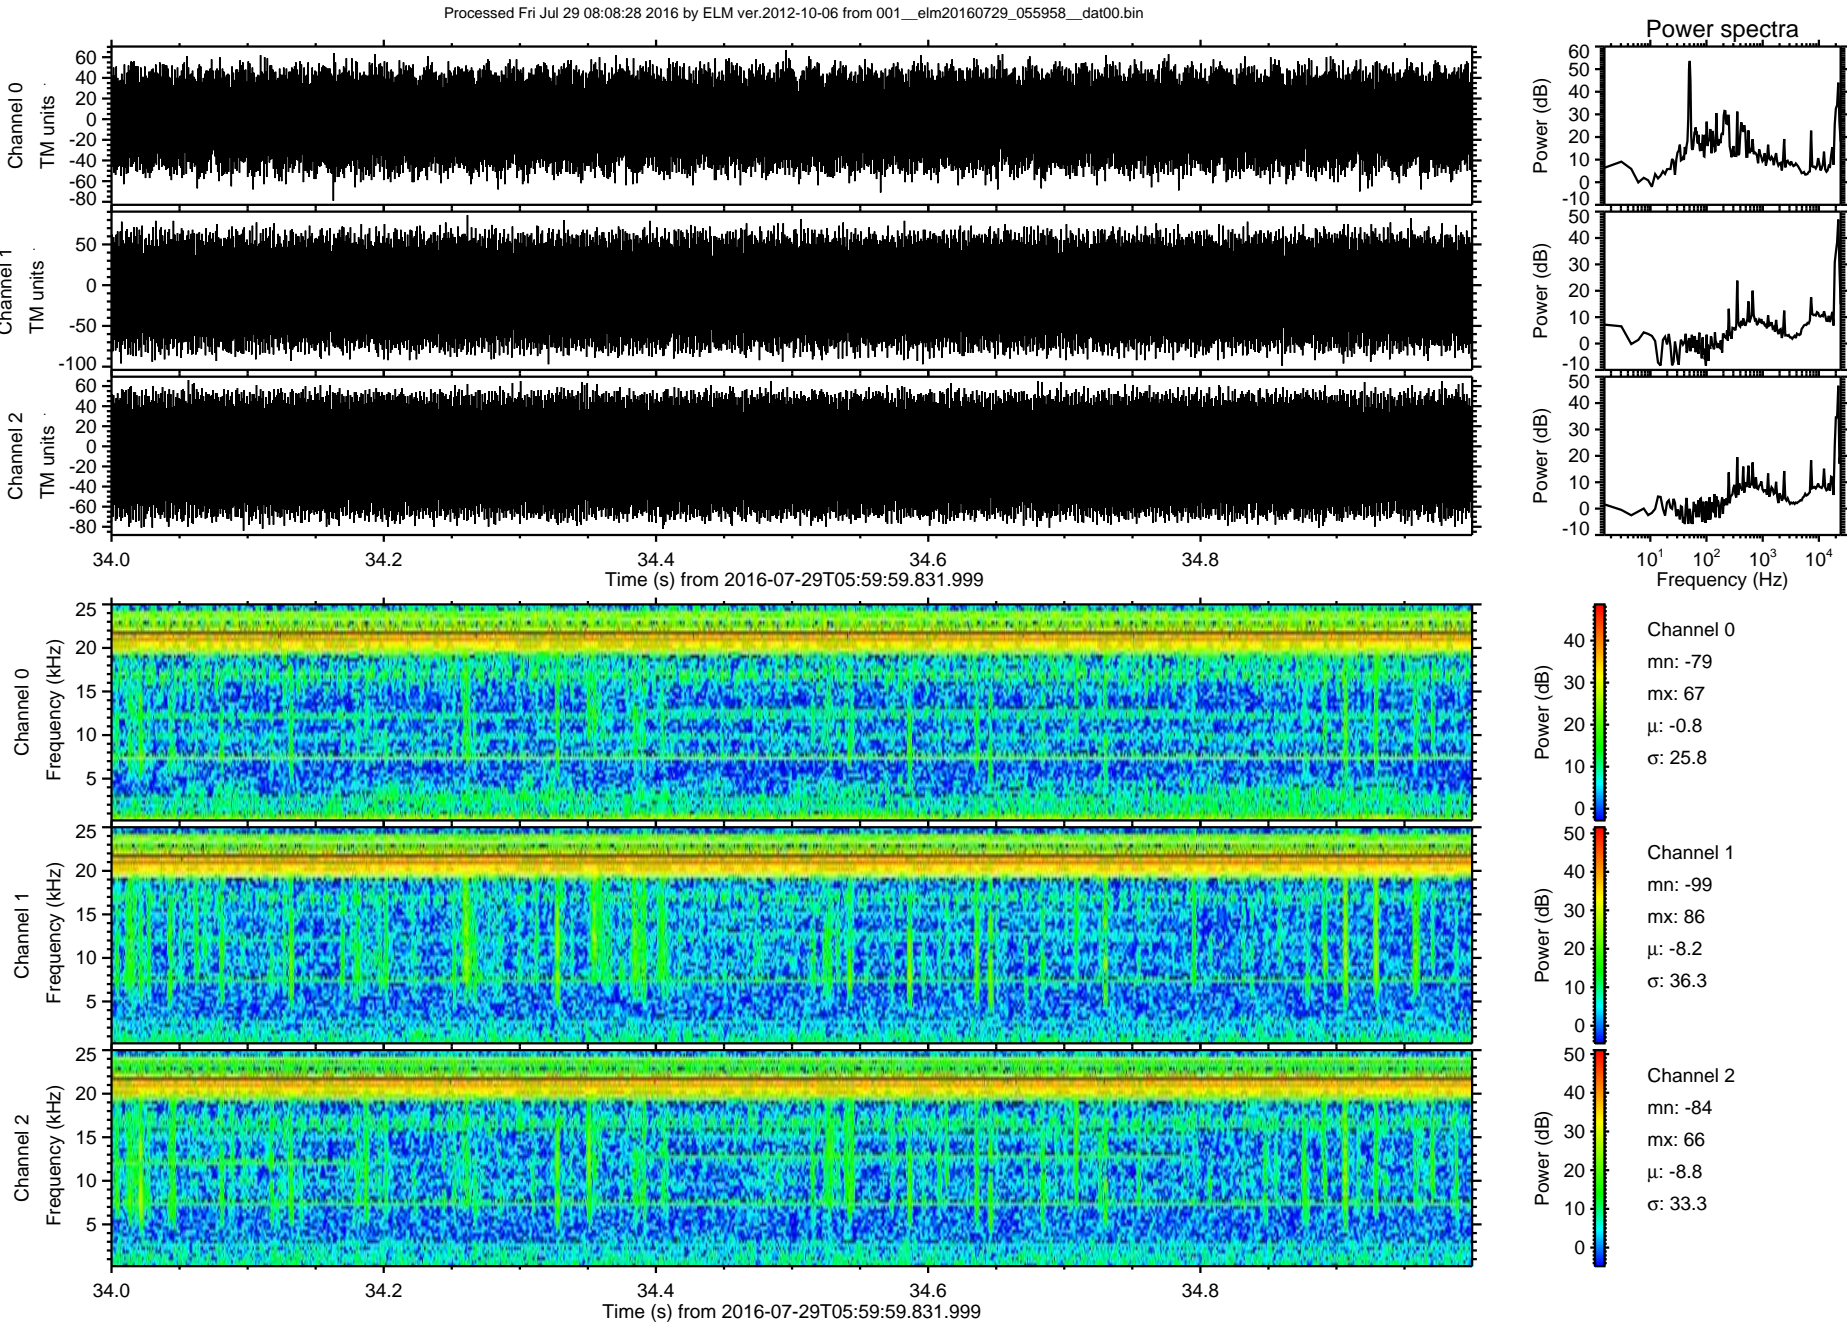 Processed Fri Jul 29 08:08:28 2016 by ELM ver.2012-10-06 from 001__elm20160729_055958__dat00.bin
Power spectra
Channel 0
TM units
60
40
20
0
-20
-40
-60
-80
Power (dB)
60
50
40
30
20
10
0
-10
Channel 1
TM units
50
0
-50
-100
Power (dB)
50
40
30
20
10
0
-10
Channel 2
TM units
60
40
20
0
-20
-40
-60
-80
Power (dB)
50
40
30
20
10
0
-10
34.0 34.2 34.4 34.6 34.8
Time (s) from 2016-07-29T05:59:59.831.999
10¹ 10² 10³ 10⁴
Frequency (Hz)
Channel 0
Frequency (kHz)
25
20
15
10
5
Power (dB)
40
30
20
10
0
Channel 0
mn: -79
mx: 67
μ: -0.8
σ: 25.8
Channel 1
Frequency (kHz)
25
20
15
10
5
Power (dB)
50
40
30
20
10
0
Channel 1
mn: -99
mx: 86
μ: -8.2
σ: 36.3
Channel 2
Frequency (kHz)
25
20
15
10
5
Power (dB)
50
40
30
20
10
0
Channel 2
mn: -84
mx: 66
μ: -8.8
σ: 33.3
34.0 34.2 34.4 34.6 34.8
Time (s) from 2016-07-29T05:59:59.831.999